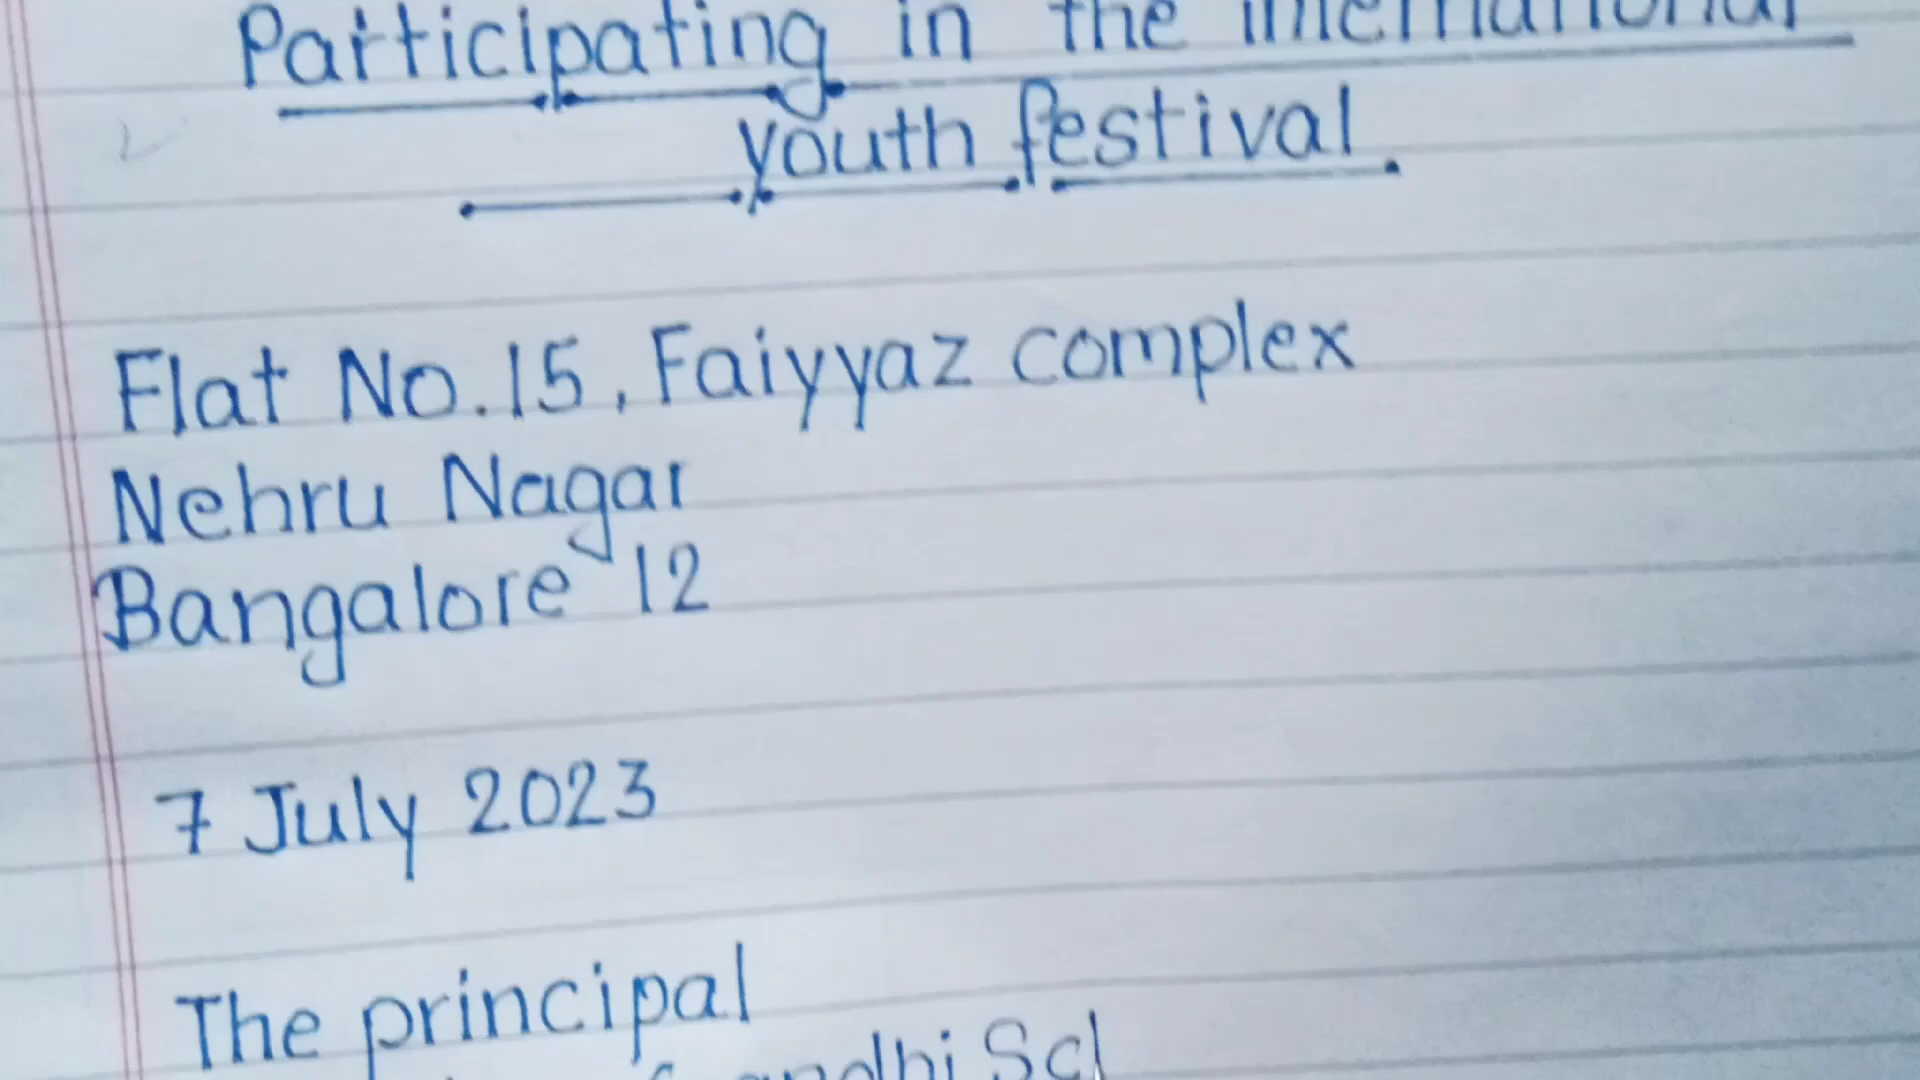 Participating in the international
youth festival.
Flat No.15, Faiyyaz complex
Nehru Nagar
Bangalore 12
7 July 2023
The principal